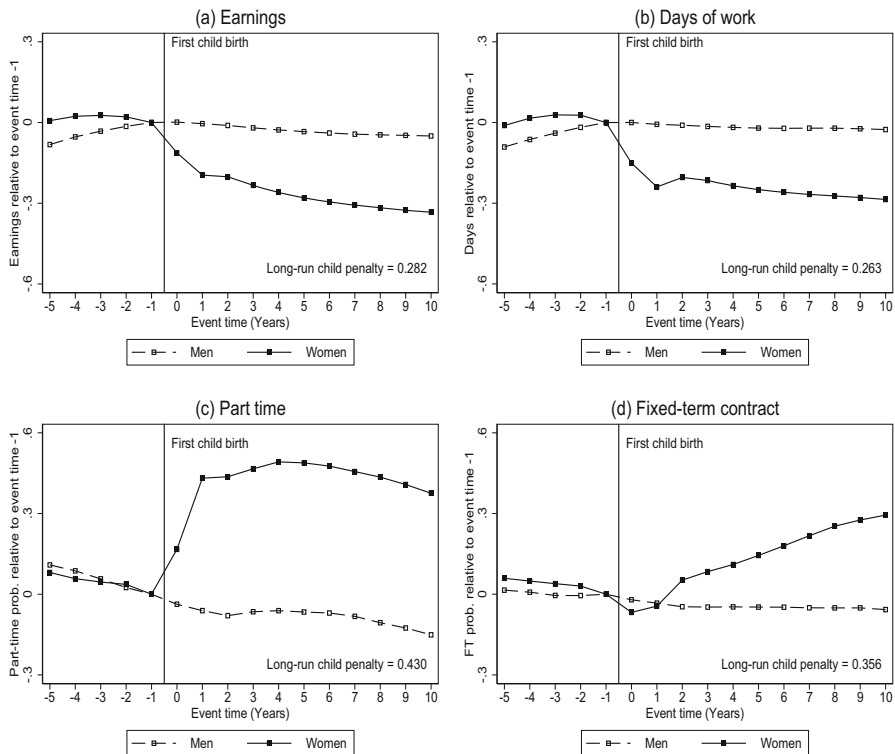 (a) Earnings
First child birth
Earnings relative to event time -1
.3
0
-.3
-.6
Long-run child penalty = 0.282
-5 -4 -3 -2 -1 0 1 2 3 4 5 6 7 8 9 10
Event time (Years)
Men Women
(b) Days of work
First child birth
Days relative to event time -1
.3
0
-.3
-.6
Long-run child penalty = 0.263
-5 -4 -3 -2 -1 0 1 2 3 4 5 6 7 8 9 10
Event time (Years)
Men Women
(c) Part time
First child birth
Part-time prob. relative to event time -1
.6
.3
0
-.3
Long-run child penalty = 0.430
-5 -4 -3 -2 -1 0 1 2 3 4 5 6 7 8 9 10
Event time (Years)
Men Women
(d) Fixed-term contract
First child birth
FT prob. relative to event time -1
.6
.3
0
-.3
Long-run child penalty = 0.356
-5 -4 -3 -2 -1 0 1 2 3 4 5 6 7 8 9 10
Event time (Years)
Men Women